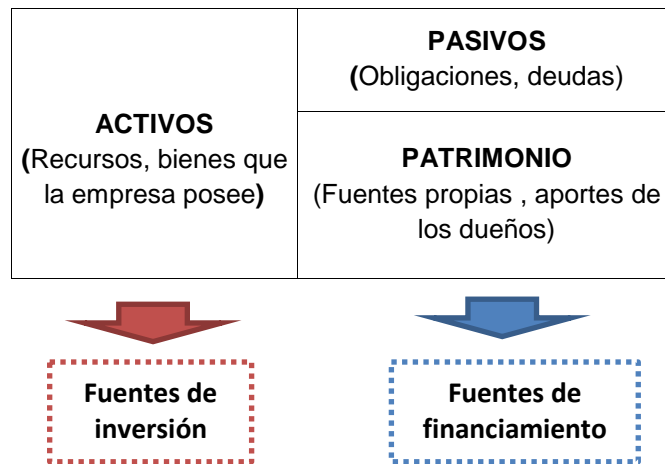 ACTIVOS
(Recursos, bienes que
la empresa posee)
PASIVOS
(Obligaciones, deudas)
PATRIMONIO
(Fuentes propias , aportes de
los dueños)
Fuentes de
inversión
Fuentes de
financiamiento